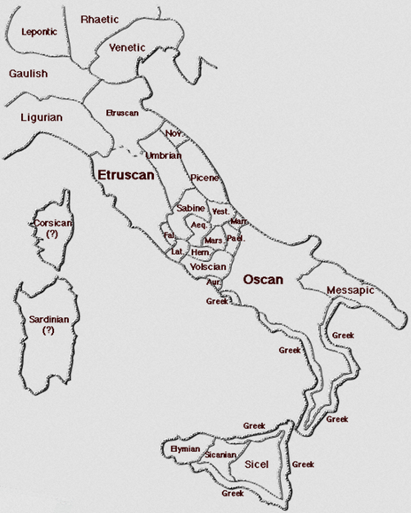 Rhaetic
Lepontic
Venetic
Gaulish
Ligurian
Etruscan
Nov.
Umbrian
Etruscan
Picene
Sabine
Vest.
Aeq.
Marr.
Fal.
Mars.
Pael.
Lat.
Hern.
Volscian
Aur.
Oscan
Greek
Messapic
Corsican
(?)
Sardinian
(?)
Greek
Greek
Greek
Greek
Elymian
Sicanian
Sicel
Greek
Greek